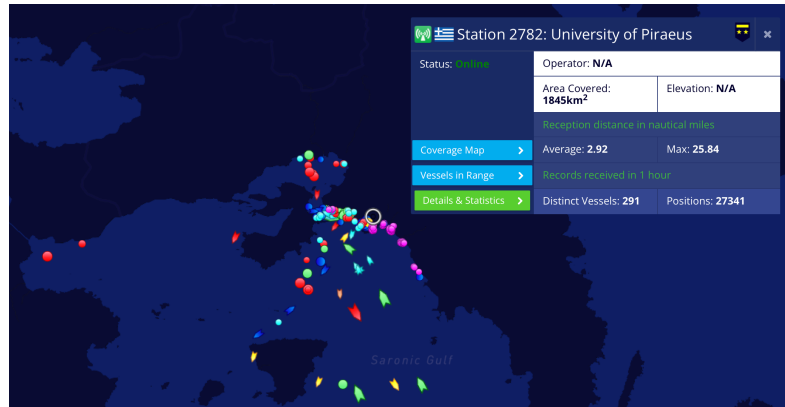 Station 2782: University of Piraeus
Status: Online
Operator: N/A
Area Covered:
1845km²
Elevation: N/A
Reception distance in nautical miles
Coverage Map
Average: 2.92
Max: 25.84
Vessels in Range
Records received in 1 hour
Details & Statistics
Distinct Vessels: 291
Positions: 27341
Saronic Gulf